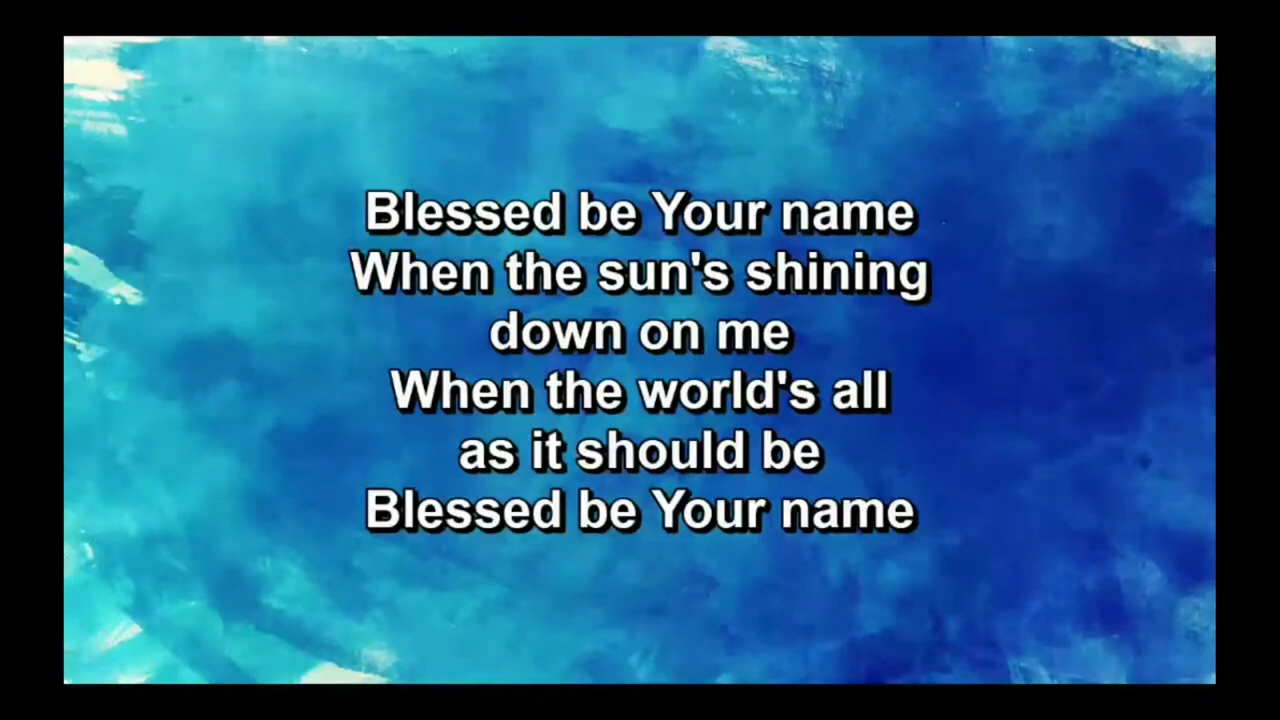 Blessed be Your name
When the sun's shining
down on me
When the world's all
as it should be
Blessed be Your name